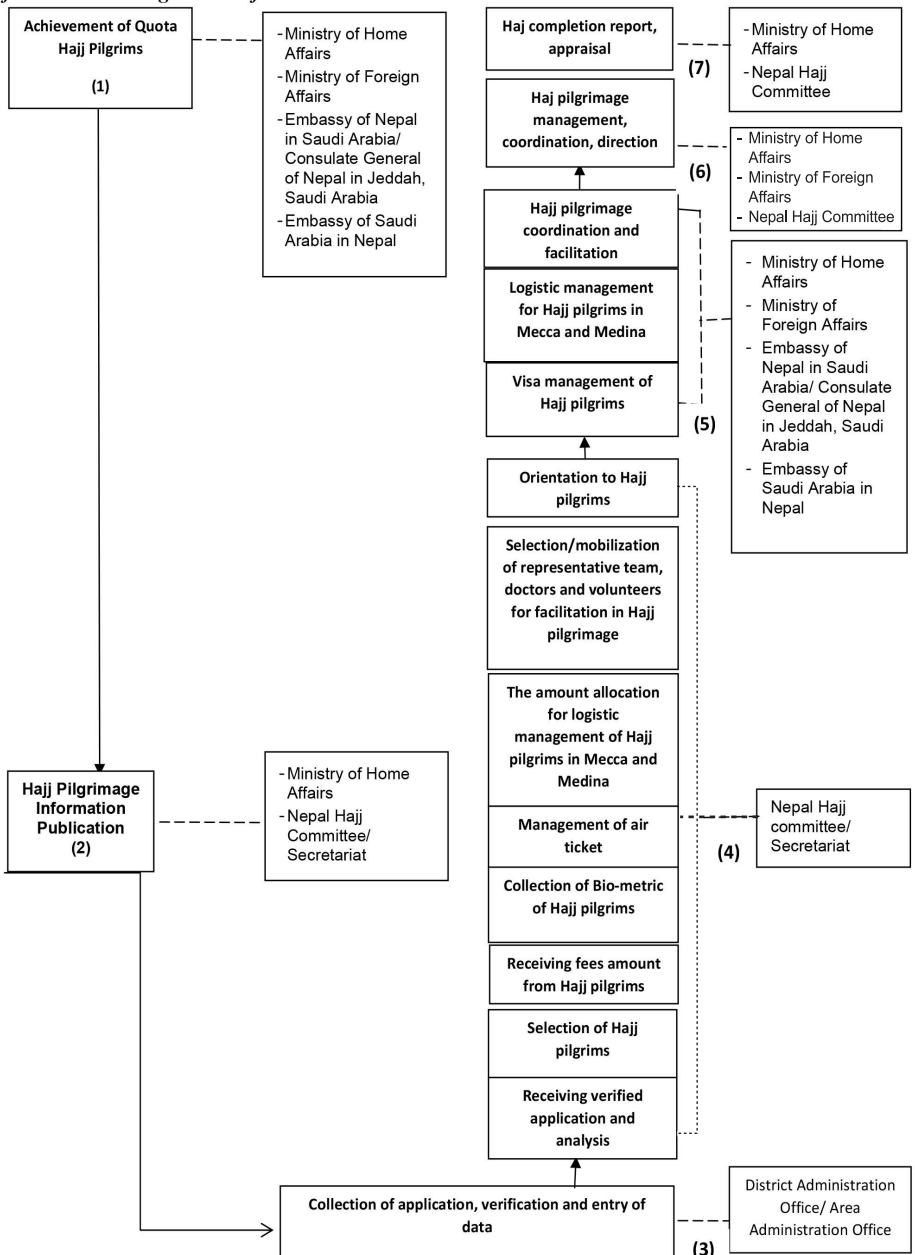 Achievement of Quota
Hajj Pilgrims
(1)
-Ministry of Home
Affairs
-Ministry of Foreign
Affairs
-Embassy of Nepal
in Saudi Arabia/
Consulate General
of Nepal in Jeddah,
Saudi Arabia
-Embassy of Saudi
Arabia in Nepal
Haj completion report,
appraisal
(7)
-Ministry of Home
Affairs
-Nepal Hajj
Committee
Haj pilgrimage
management,
coordination, direction
(6)
- Ministry of Home
Affairs
- Ministry of Foreign
Affairs
- Nepal Hajj Committee
Hajj pilgrimage
coordination and
facilitation
Logistic management
for Hajj pilgrims in
Mecca and Medina
Visa management of
Hajj pilgrims
(5)
- Ministry of Home
Affairs
- Ministry of
Foreign Affairs
- Embassy of
Nepal in Saudi
Arabia/ Consulate
General of Nepal
in Jeddah, Saudi
Arabia
- Embassy of
Saudi Arabia in
Nepal
Orientation to Hajj
pilgrims
Selection/mobilization
of representative team,
doctors and volunteers
for facilitation in Hajj
pilgrimage
The amount allocation
for logistic
management of Hajj
pilgrims in Mecca and
Medina
Management of air
ticket
Collection of Bio-metric
of Hajj pilgrims
Receiving fees amount
from Hajj pilgrims
Selection of Hajj
pilgrims
Receiving verified
application and
analysis
(4)
Nepal Hajj
committee/
Secretariat
Hajj Pilgrimage
Information
Publication
(2)
-Ministry of Home
Affairs
-Nepal Hajj
Committee/
Secretariat
Collection of application, verification and entry of
data
(3)
District Administration
Office/ Area
Administration Office